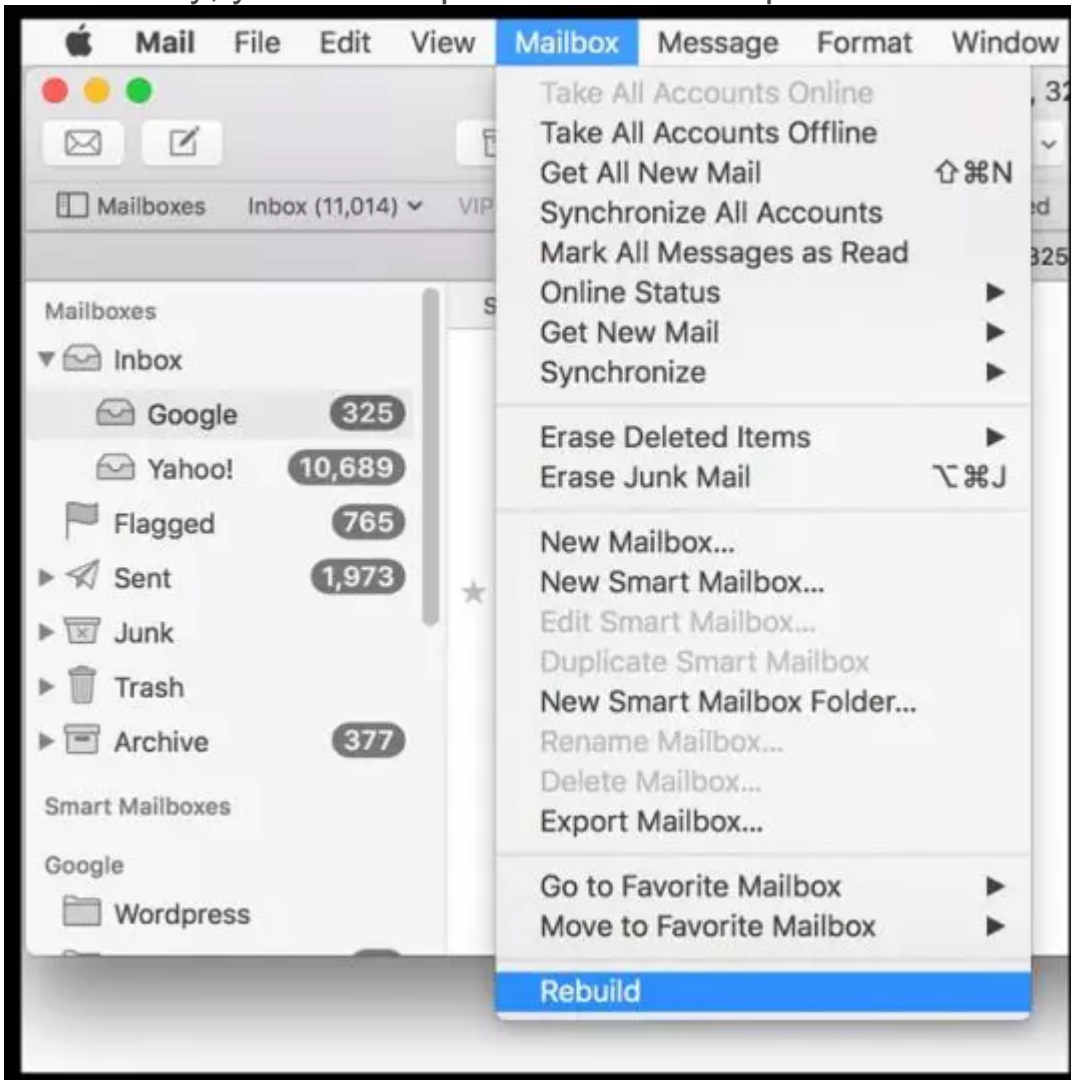 Mail File Edit View Mailbox Message Format Window
Take All Accounts Online
, 32
Take All Accounts Offline
Get All New Mail ⇧⌘N
Mailboxes Inbox (11,014) VIP
Synchronize All Accounts
Mark All Messages as Read
325
Online Status
Get New Mail
Synchronize
Erase Deleted Items
Erase Junk Mail ⌥⌘J
New Mailbox...
New Smart Mailbox...
Edit Smart Mailbox...
Duplicate Smart Mailbox
New Smart Mailbox Folder...
Rename Mailbox...
Delete Mailbox...
Export Mailbox...
Go to Favorite Mailbox
Move to Favorite Mailbox
Rebuild
Mailboxes
Inbox
Google 325
Yahoo! 10,689
Flagged 765
Sent 1,973
Junk
Trash
Archive 377
Smart Mailboxes
Google
Wordpress